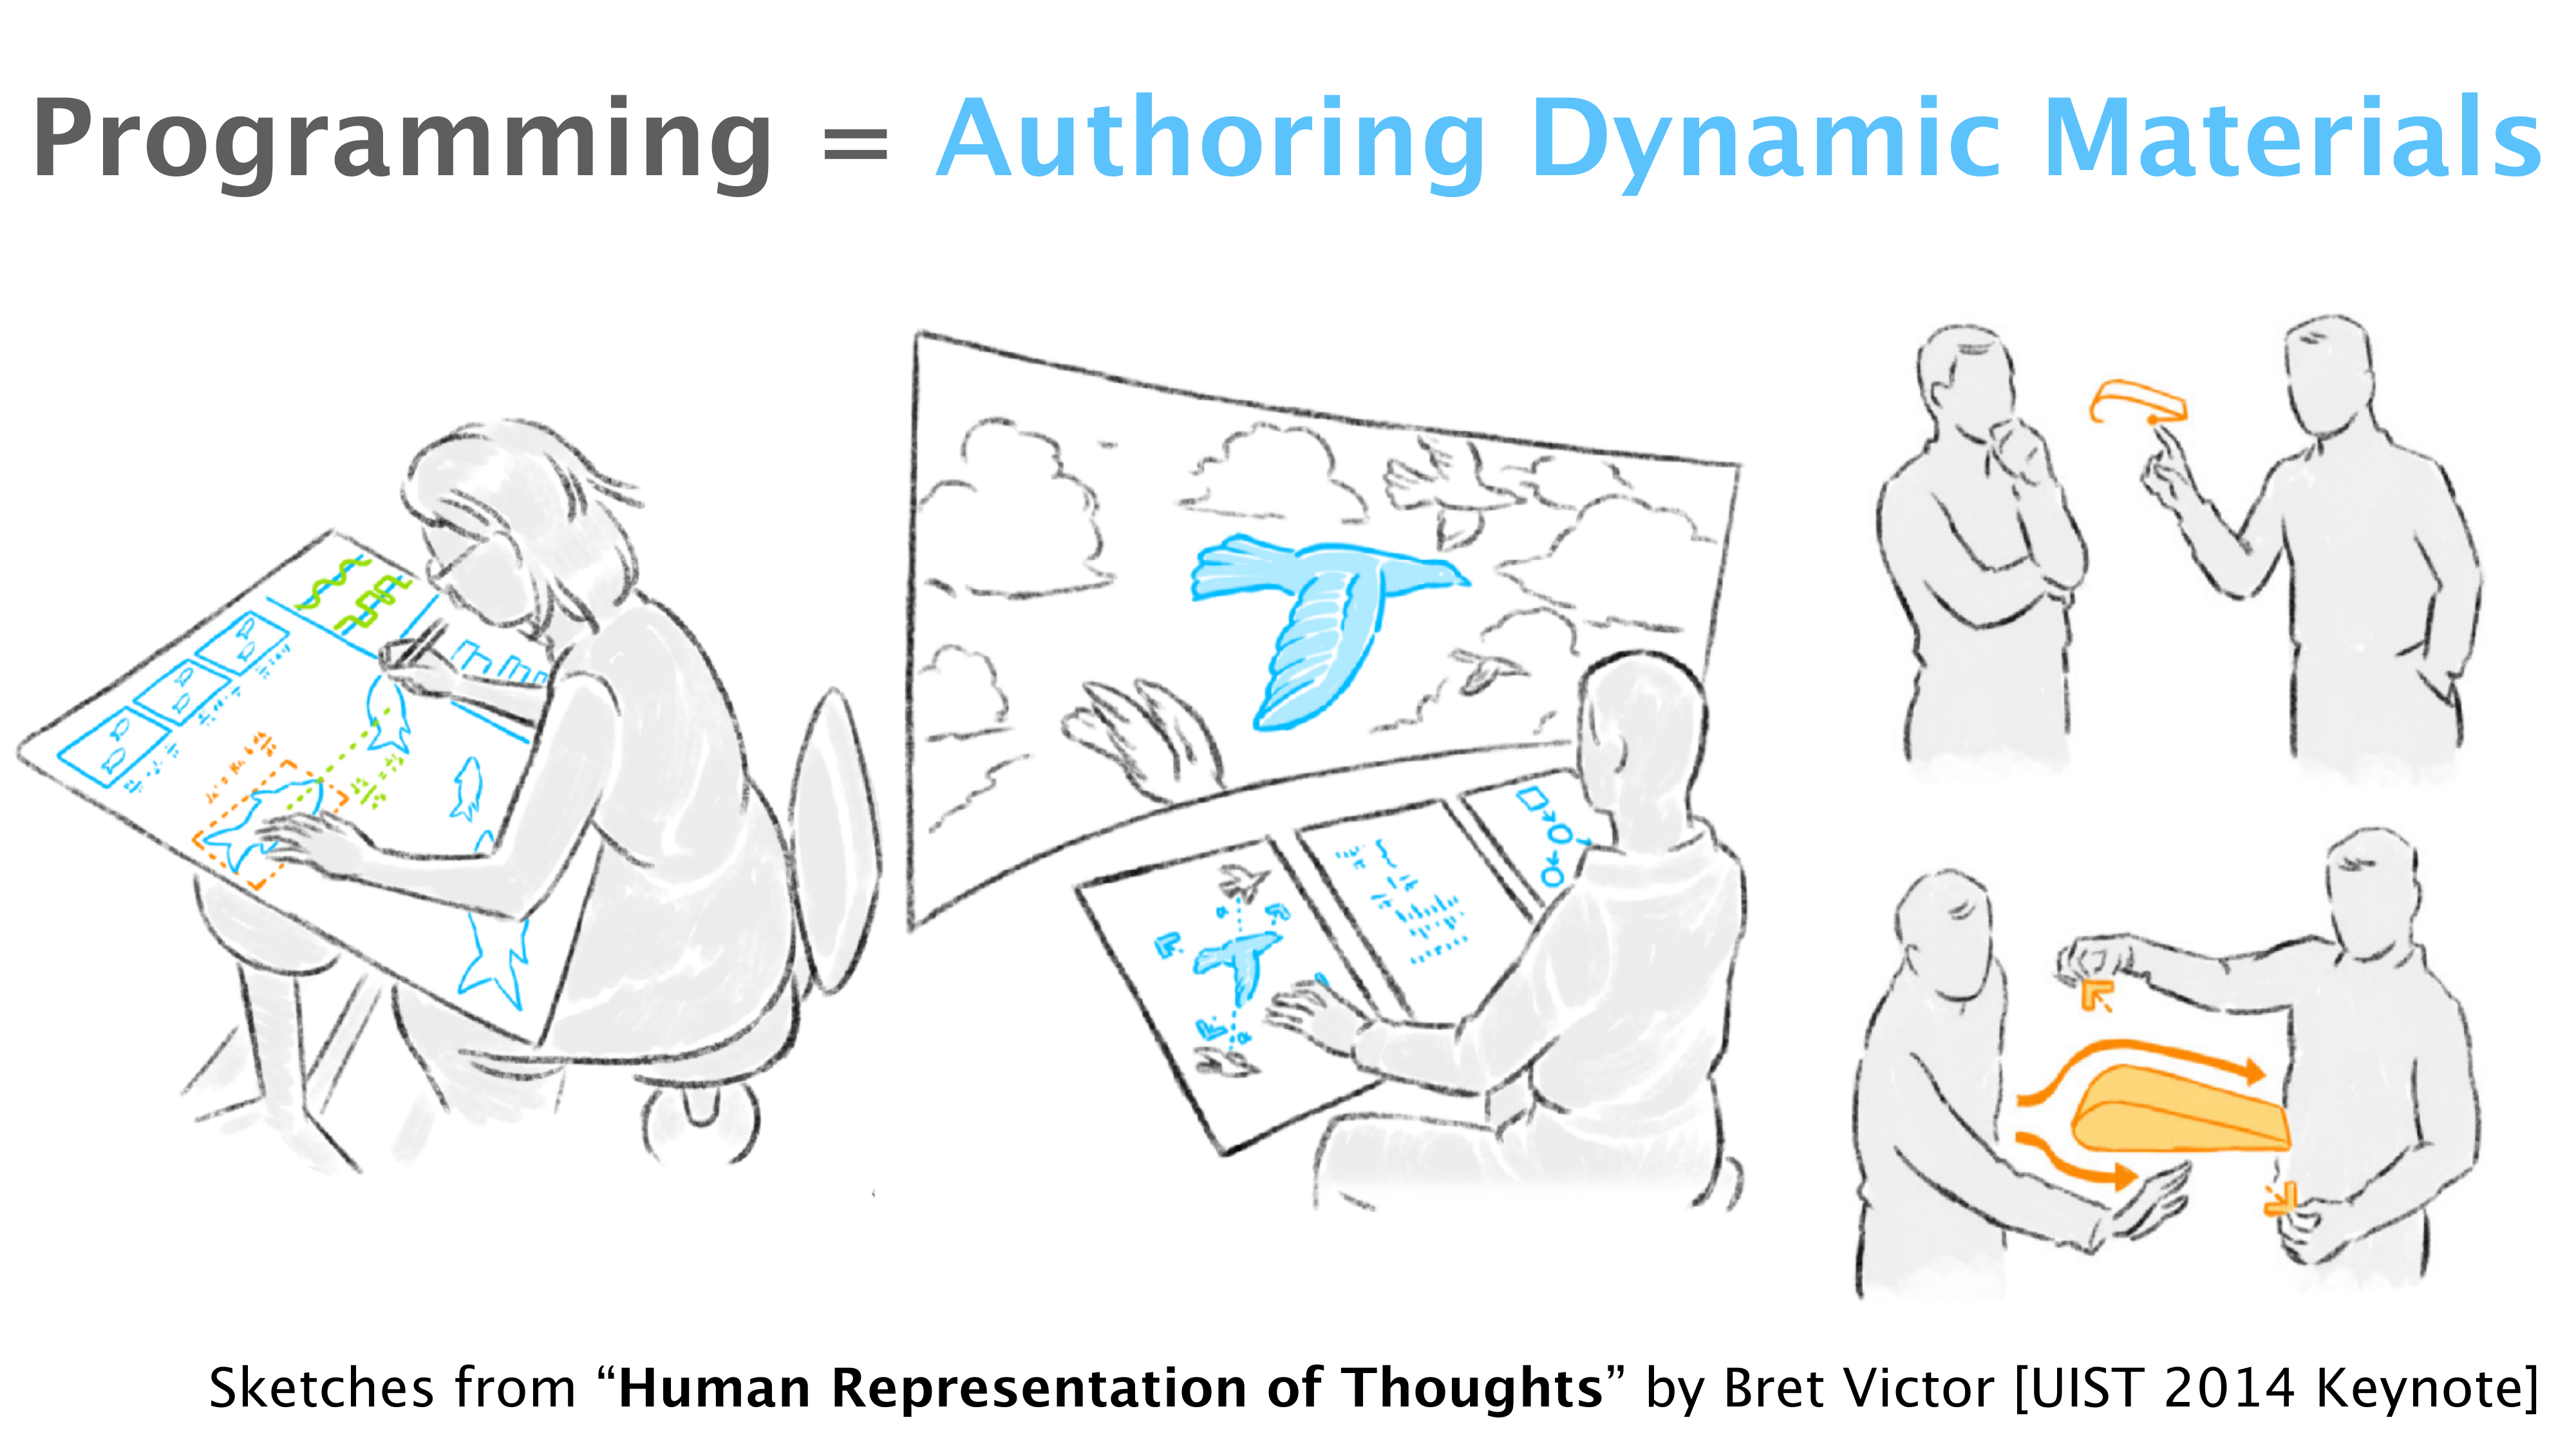 Programming = Authoring Dynamic Materials
Sketches from “Human Representation of Thoughts” by Bret Victor [UIST 2014 Keynote]